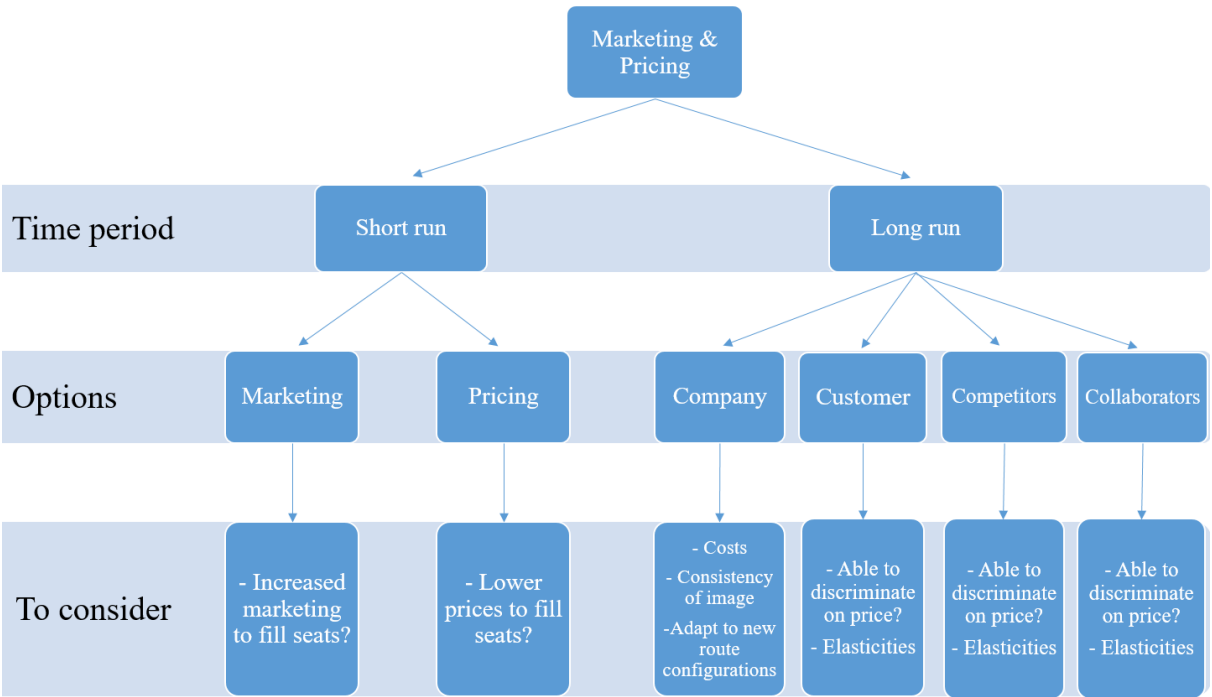 Marketing &
Pricing
Time period
Short run
Long run
Options
Marketing
Pricing
Company
Customer
Competitors
Collaborators
To consider
- Increased
marketing
to fill seats?
- Lower
prices to fill
seats?
- Costs
- Consistency
of image
-Adapt to new
route
configurations
- Able to
discriminate
on price?
- Elasticities
- Able to
discriminate
on price?
- Elasticities
- Able to
discriminate
on price?
- Elasticities